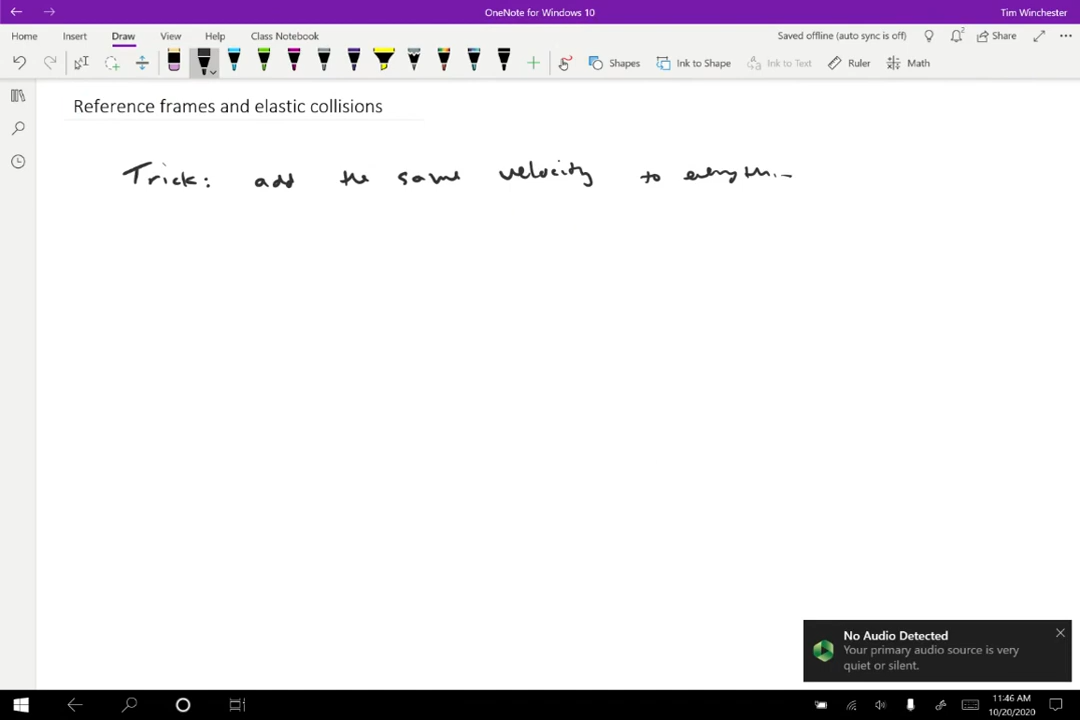 OneNote for Windows 10
Tim Winchester
Home Insert Draw View Help Class Notebook
Saved offline (auto sync is off) Share
Shapes Ink to Shape Ink to Text Ruler Math
Reference frames and elastic collisions
Trick: add the same velocity to
No Audio Detected
Your primary audio source is very
quiet or silent.
11:46 AM
10/20/2020